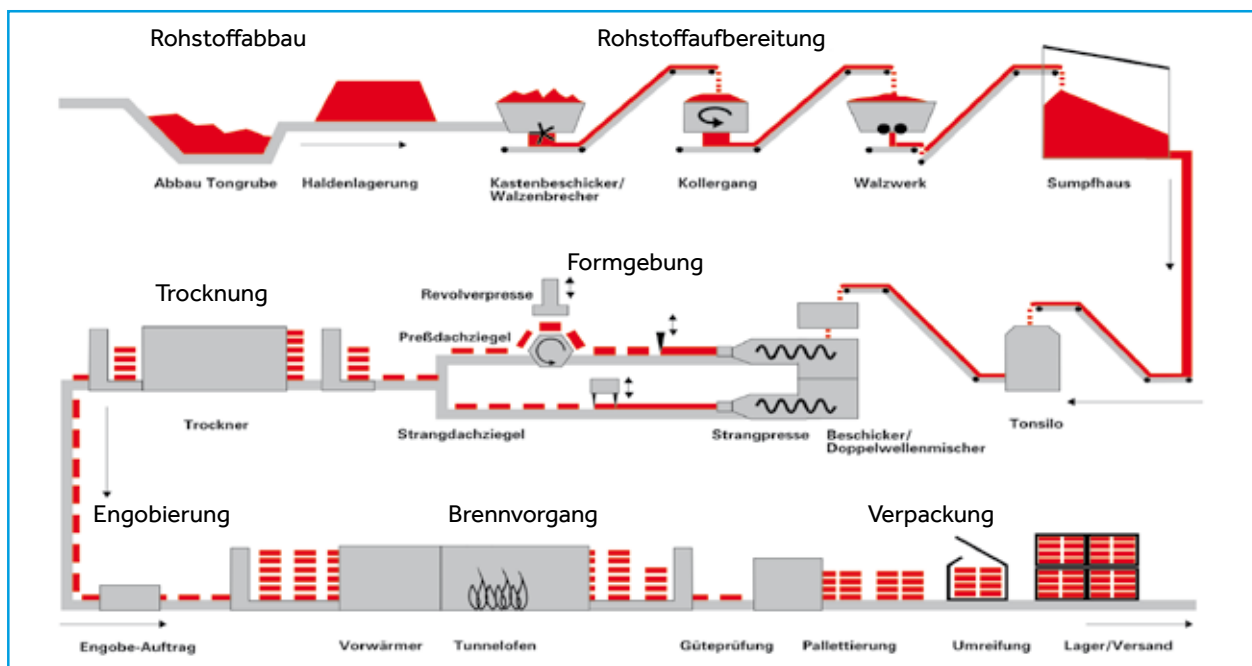 Rohstoffabbau
Rohstoffaufbereitung
Abbau Tongrube
Haldenlagerung
Kastenbeschicker/
Walzenbrecher
Kollergang
Walzwerk
Sumpfhaus
Trocknung
Formgebung
Revolverpresse
Preßdachziegel
Trockner
Strangdachziegel
Strangpresse
Beschicker/
Doppelwellenmischer
Tonsilo
Engobierung
Brennvorgang
Verpackung
Engobe-Auftrag
Vorwärmer
Tunnelofen
Güteprüfung
Pallettierung
Umreifung
Lager/Versand